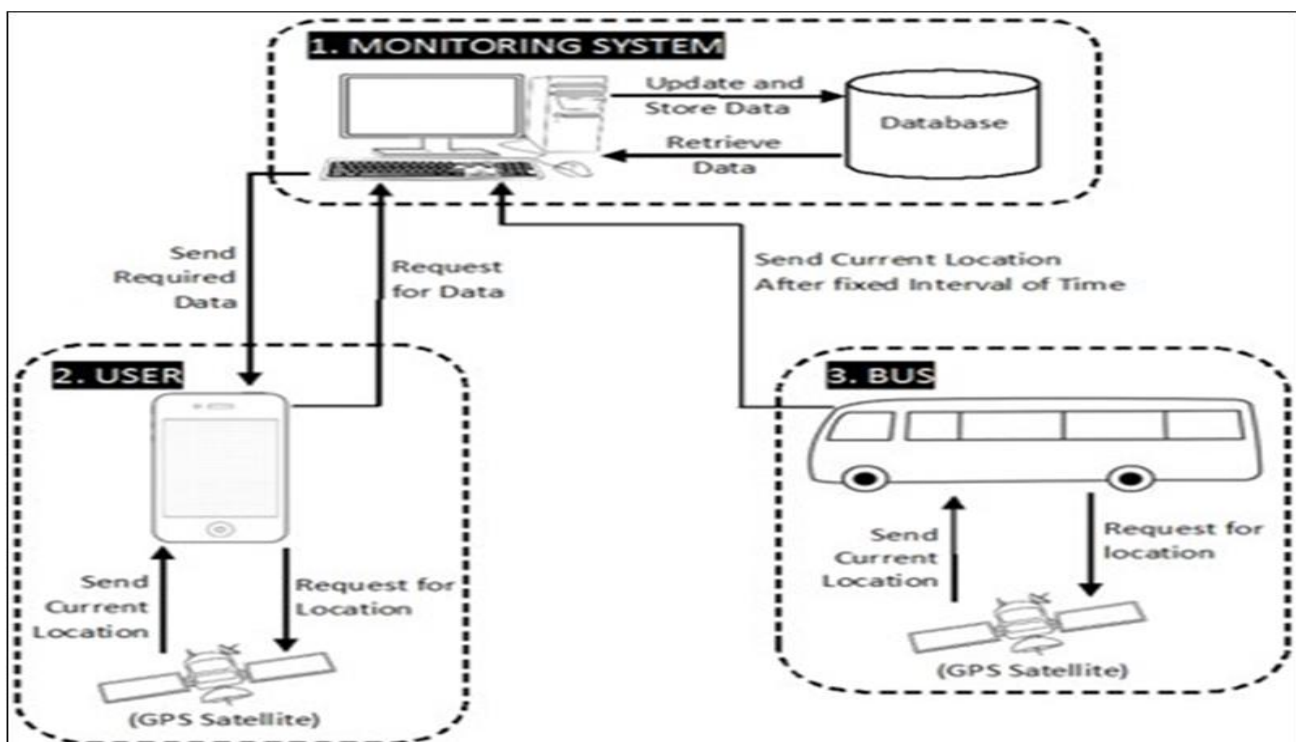 1. MONITORING SYSTEM
Update and
Store Data
Database
Retrieve
Data
Send
Required
Data
Request
for Data
Send Current Location
After fixed Interval of Time
2. USER
3. BUS
Send
Current
Location
Request for
Location
(GPS Satellite)
Send
Current
Location
Request for
location
(GPS Satellite)